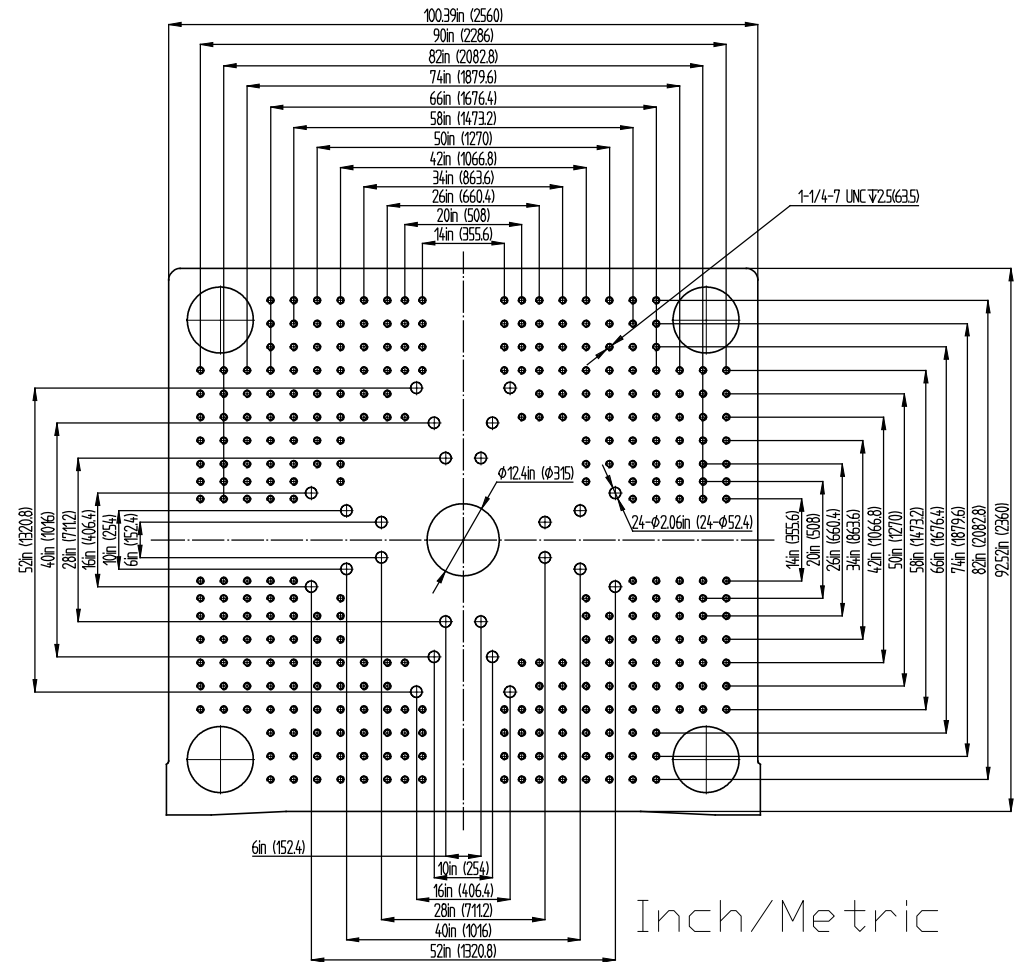 100.39in (2560)
90in (2286)
82in (2082.8)
74in (1879.6)
66in (1676.4)
58in (1473.2)
50in (1270)
42in (1066.8)
34in (863.6)
26in (660.4)
20in (508)
14in (355.6)
1-1/4-7 UNC↧2.5(63.5)
ϕ12.4in (ϕ315)
24-ϕ2.06in (24-ϕ52.4)
52in (1320.8)
40in (1016)
28in (711.2)
16in (406.4)
10in (254)
6in (152.4)
14in (355.6)
20in (508)
26in (660.4)
34in (863.6)
42in (1066.8)
50in (1270)
58in (1473.2)
66in (1676.4)
74in (1879.6)
82in (2082.8)
92.52in (2360)
6in (152.4)
10in (254)
16in (406.4)
28in (711.2)
40in (1016)
52in (1320.8)
Inch/Metric